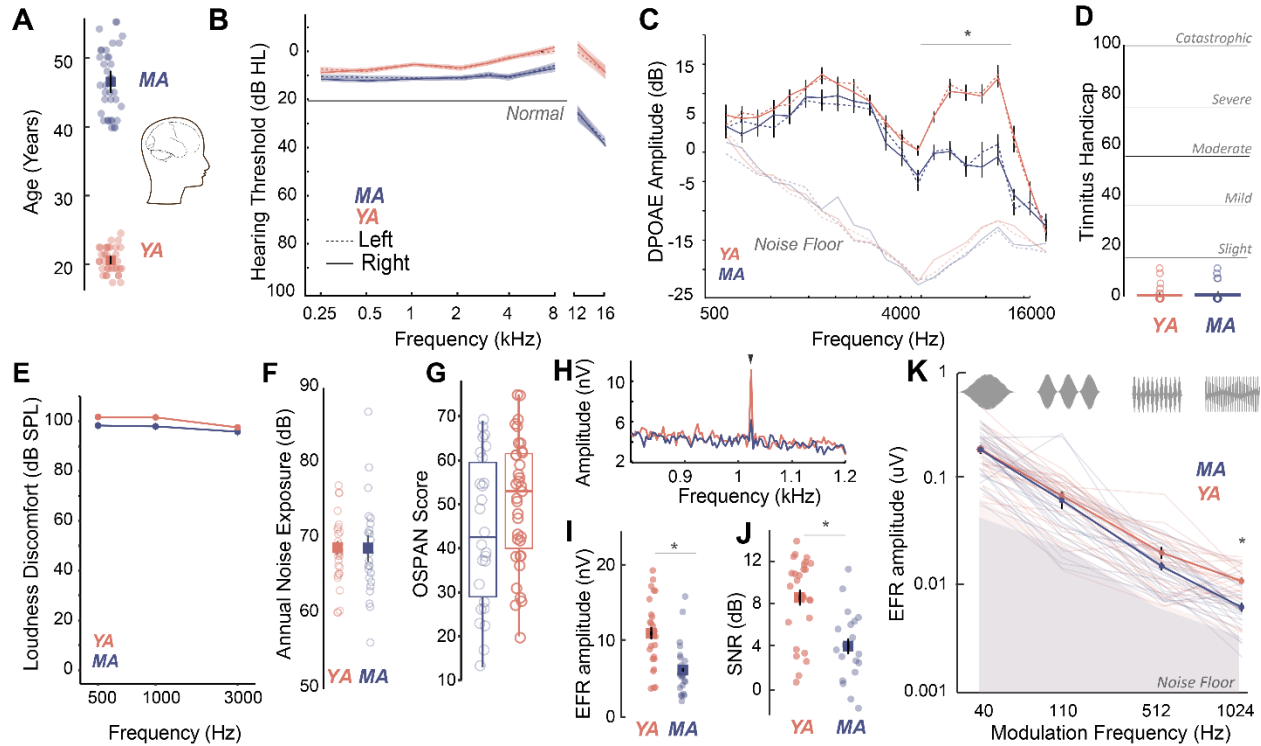 A
Age (Years)
50
40
30
20
MA
YA
B
Hearing Threshold (dB HL)
0
20
40
60
80
100
Normal
MA
YA
Left
Right
0.25 0.5 1 2 4 8 12 16
Frequency (kHz)
C
DPOAE Amplitude (dB)
15
5
0
-5
-15
-25
*
Noise Floor
YA
MA
500 4000 16000
Frequency (Hz)
D
Tinnitus Handicap
100
80
60
40
20
0
Catastrophic
Severe
Moderate
Mild
Slight
YA MA
E
Loudness Discomfort (dB SPL)
100
80
60
40
20
0
YA
MA
500 1000 3000
Frequency (Hz)
F
Annual Noise Exposure (dB)
90
80
70
60
50
YA MA
G
OSPAN Score
70
60
50
40
30
20
10
H
Amplitude (nV)
10
6
2
0.9 1 1.1 1.2
Frequency (kHz)
I
EFR amplitude (nV)
20
10
0
*
YA MA
J
SNR (dB)
12
8
4
0
*
YA MA
K
EFR amplitude (uV)
1
0.1
0.01
0.001
MA
YA
*
Noise Floor
40 110 512 1024
Modulation Frequency (Hz)